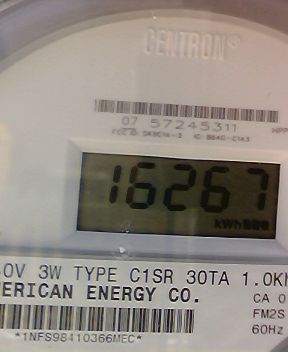 CENTRON®
07 57245311
16267
kWh
0V 3W TYPE C1SR 30TA 1.0K
ERICAN ENERGY CO.
CA 0
FM2S
60Hz
*1NFS98410366MEC*